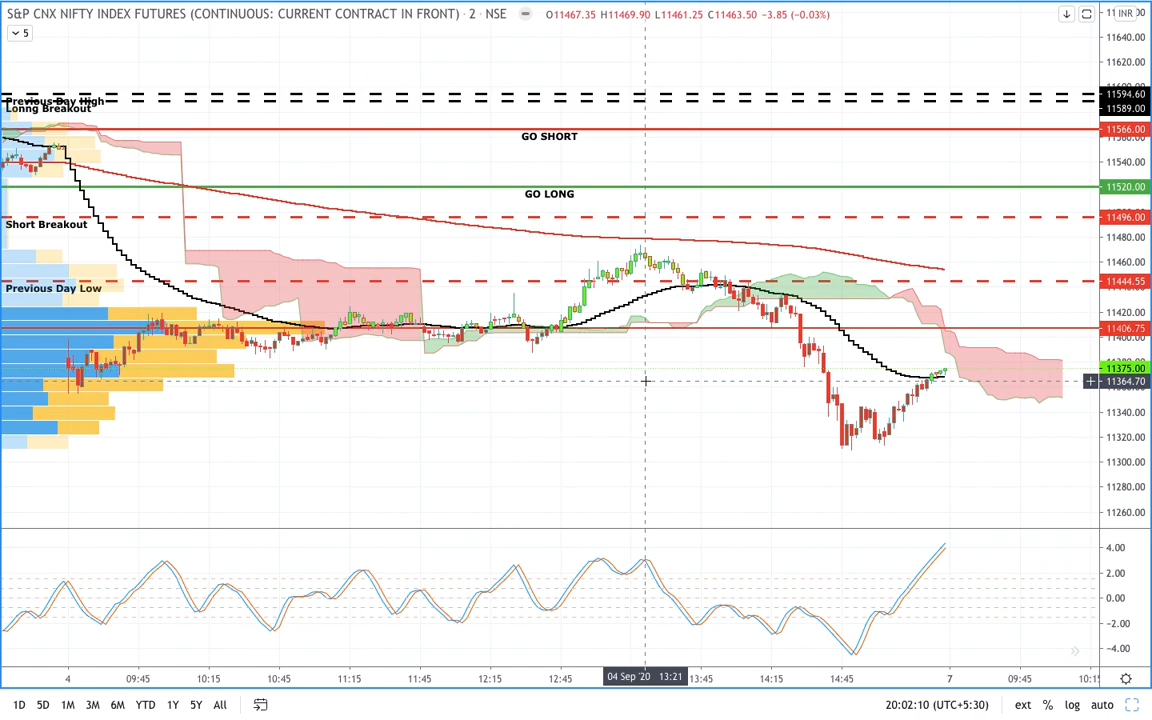 S&P CNX NIFTY INDEX FUTURES (CONTINUOUS: CURRENT CONTRACT IN FRONT) · 2 · NSE O11467.35 H11469.90 L11461.25 C11463.50 −3.85 (−0.03%)
INR
5
11640.00
11620.00
Previous Day High
11594.60
Lonng Breakout
11589.00
11566.00
GO SHORT
11540.00
11520.00
GO LONG
11496.00
Short Breakout
11480.00
11460.00
11444.55
Previous Day Low
11420.00
11406.75
11400.00
11375.00
11364.70
11340.00
11320.00
11300.00
11280.00
11260.00
4.00
2.00
0.00
−2.00
−4.00
4 09:45 10:15 10:45 11:15 11:45 12:15 12:45 04 Sep '20 13:21 13:45 14:15 14:45 7 09:45 10:15
1D 5D 1M 3M 6M YTD 1Y 5Y All 20:02:10 (UTC+5:30) ext % log auto